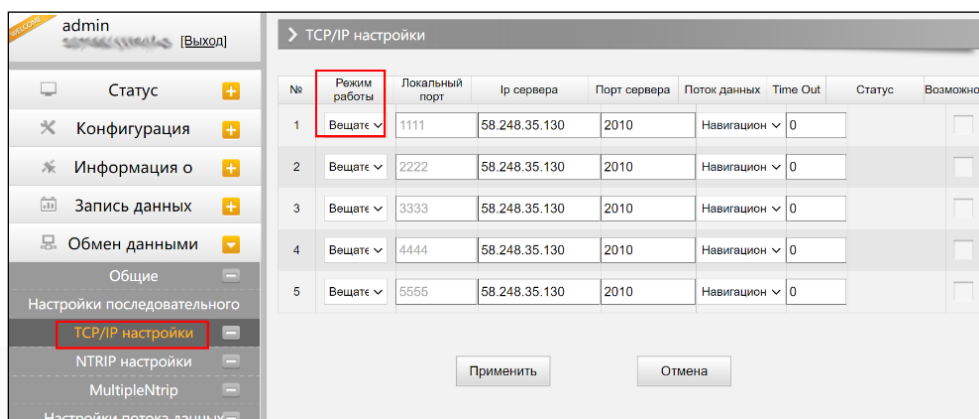 WELCOME
admin
[Выход]
Статус
Конфигурация
Информация о
Запись данных
Обмен данными
Общие
Настройки последовательного
TCP/IP настройки
NTRIP настройки
MultipleNtrip
Настройки потока данных
TCP/IP настройки
№ Режим работы Локальный порт Ip сервера Порт сервера Поток данных Time Out Статус Возможно
1 Вещате 1111 58.248.35.130 2010 Навигацион 0
2 Вещате 2222 58.248.35.130 2010 Навигацион 0
3 Вещате 3333 58.248.35.130 2010 Навигацион 0
4 Вещате 4444 58.248.35.130 2010 Навигацион 0
5 Вещате 5555 58.248.35.130 2010 Навигацион 0
Применить Отмена